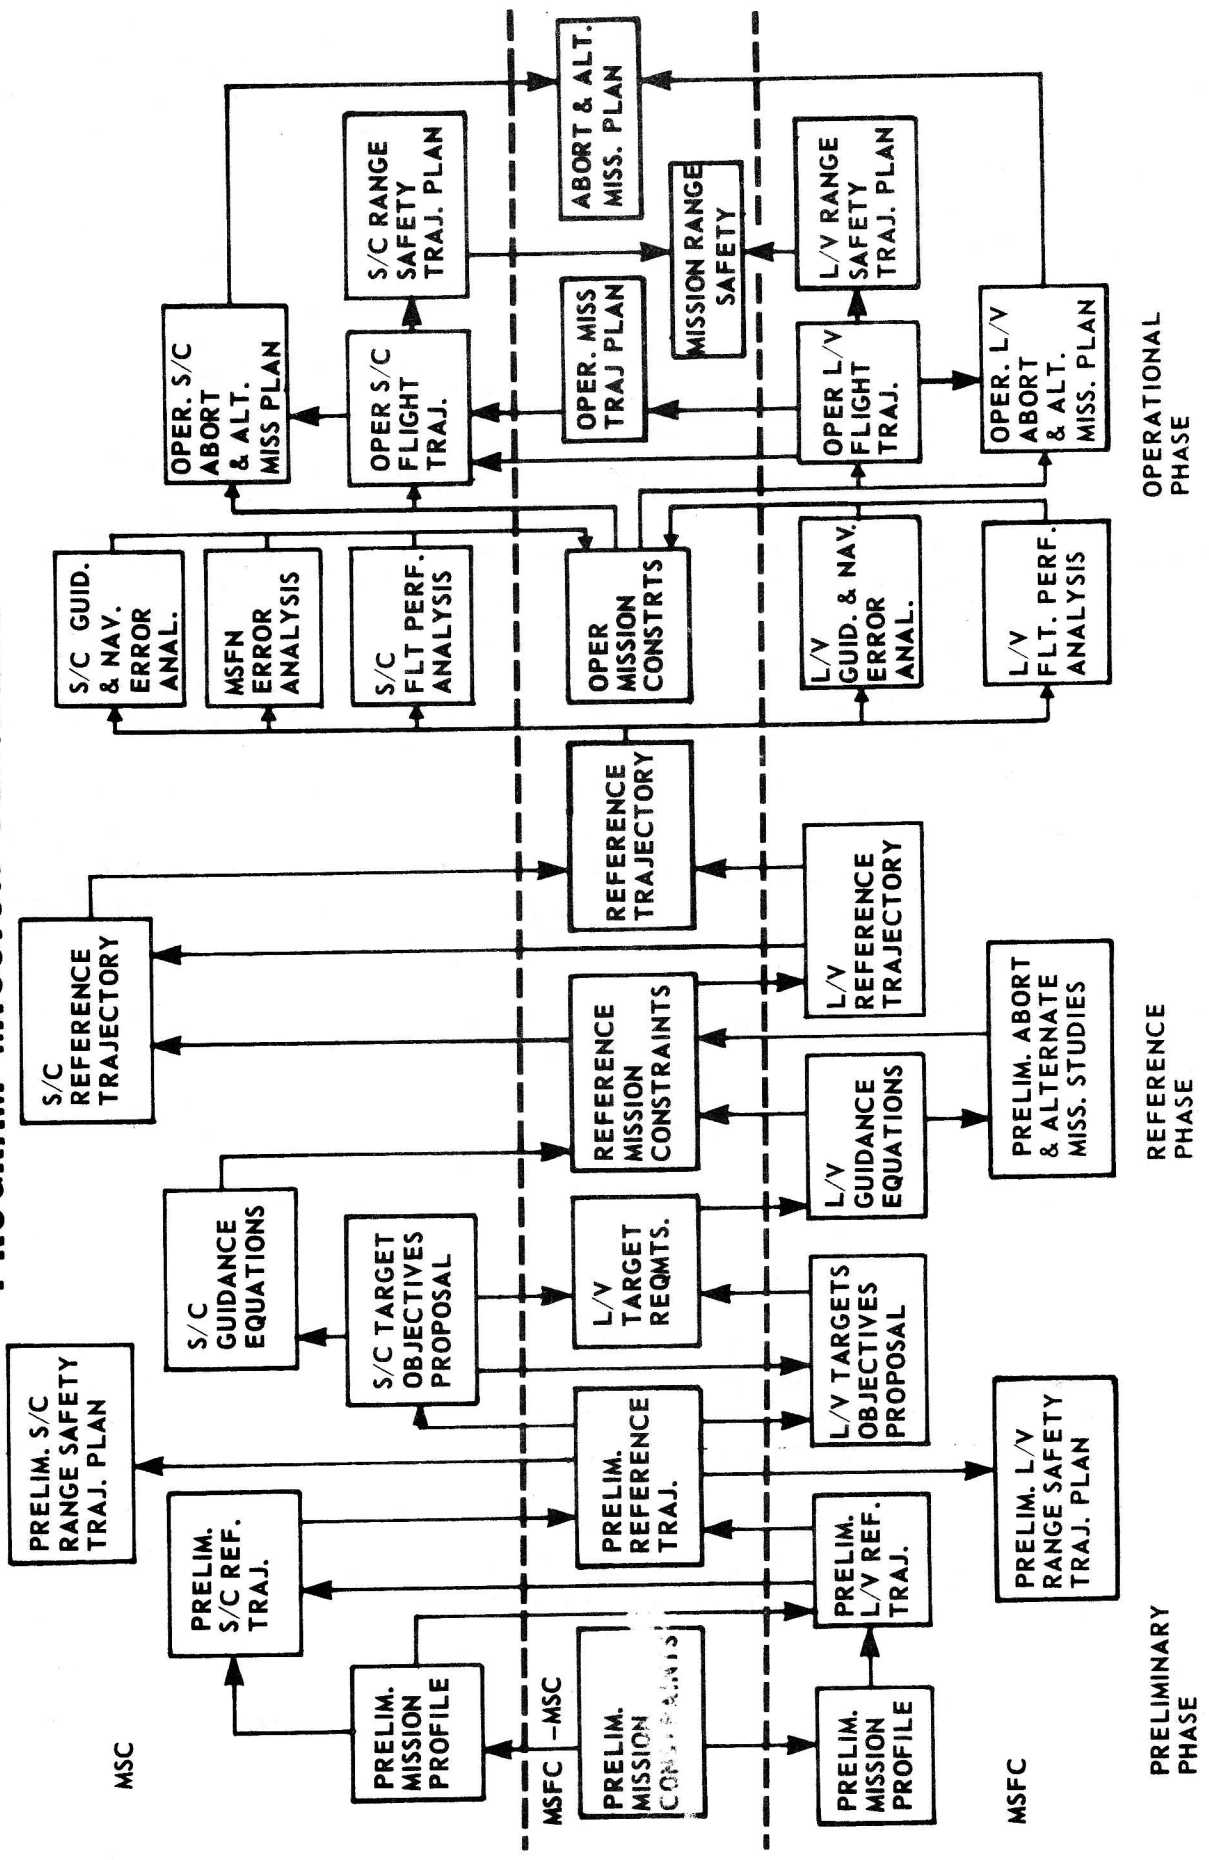 MSC
PRELIM. S/C
RANGE SAFETY
TRAJ. PLAN
PRELIM.
S/C REF.
TRAJ.
PRELIM.
MISSION
PROFILE
S/C
GUIDANCE
EQUATIONS
S/C TARGET
OBJECTIVES
PROPOSAL
S/C
REFERENCE
TRAJECTORY
S/C GUID.
& NAV.
ERROR
ANAL.
MSFN
ERROR
ANALYSIS
S/C
FLT PERF.
ANALYSIS
OPER. S/C
ABORT
& ALT.
MISS PLAN
OPER S/C
FLIGHT
TRAJ.
S/C RANGE
SAFETY
TRAJ. PLAN
MSFC -MSC
PRELIM.
MISSION
CONSTRAINTS
PRELIM.
REFERENCE
TRAJ.
L/V
TARGET
REQMTS.
REFERENCE
MISSION
CONSTRAINTS
REFERENCE
TRAJECTORY
OPER
MISSION
CONSTRTS
OPER. MISS
TRAJ PLAN
MISSION RANGE
SAFETY
ABORT & ALT.
MISS. PLAN
MSFC
PRELIM.
MISSION
PROFILE
PRELIM.
L/V REF.
TRAJ.
PRELIM. L/V
RANGE SAFETY
TRAJ. PLAN
L/V TARGETS
OBJECTIVES
PROPOSAL
L/V
GUIDANCE
EQUATIONS
PRELIM. ABORT
& ALTERNATE
MISS. STUDIES
L/V
REFERENCE
TRAJECTORY
L/V
GUID. & NAV.
ERROR
ANAL.
L/V
FLT. PERF.
ANALYSIS
OPER L/V
FLIGHT
TRAJ.
OPER. L/V
ABORT
& ALT.
MISS. PLAN
L/V RANGE
SAFETY
TRAJ. PLAN
PRELIMINARY
PHASE
REFERENCE
PHASE
OPERATIONAL
PHASE